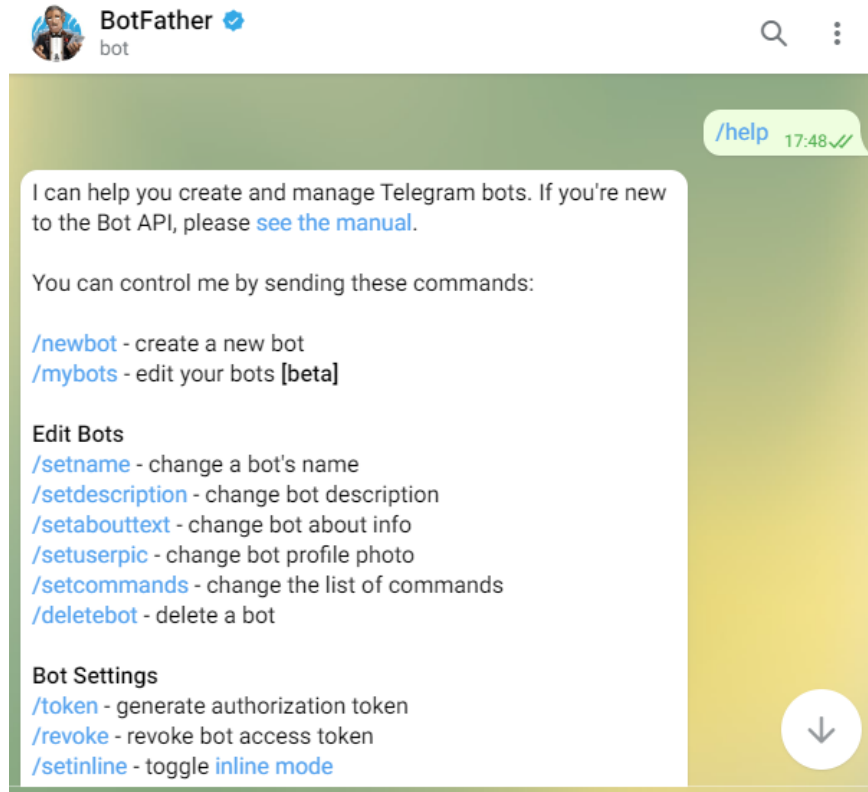 BotFather
bot
/help 17:48
I can help you create and manage Telegram bots. If you're new
to the Bot API, please see the manual.
You can control me by sending these commands:
/newbot - create a new bot
/mybots - edit your bots [beta]
Edit Bots
/setname - change a bot's name
/setdescription - change bot description
/setabouttext - change bot about info
/setuserpic - change bot profile photo
/setcommands - change the list of commands
/deletebot - delete a bot
Bot Settings
/token - generate authorization token
/revoke - revoke bot access token
/setinline - toggle inline mode